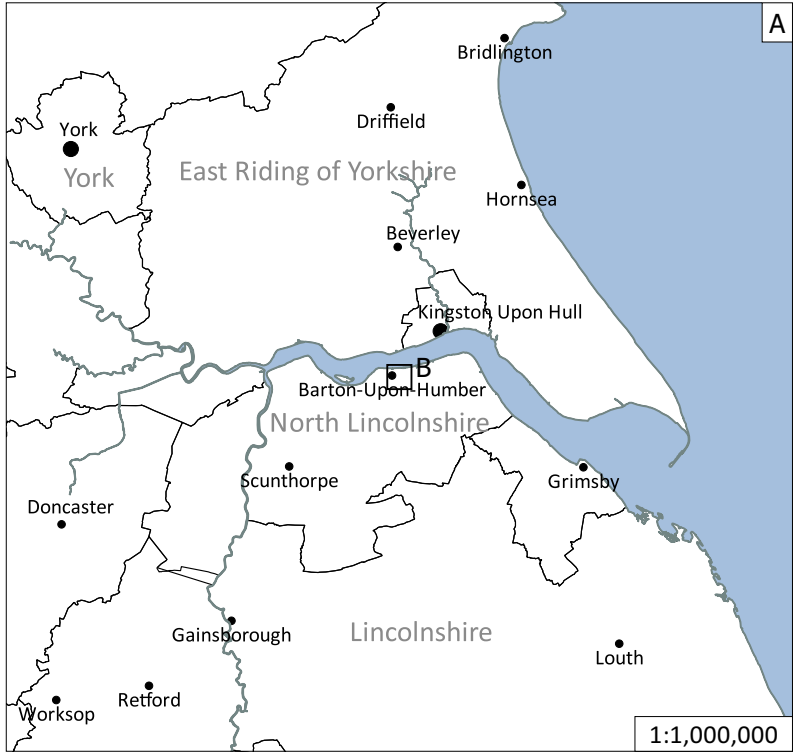 A
Bridlington
Driffield
York
York
East Riding of Yorkshire
Hornsea
Beverley
Kingston Upon Hull
B
Barton-Upon-Humber
North Lincolnshire
Scunthorpe
Grimsby
Doncaster
Gainsborough
Lincolnshire
Louth
Retford
Worksop
1:1,000,000